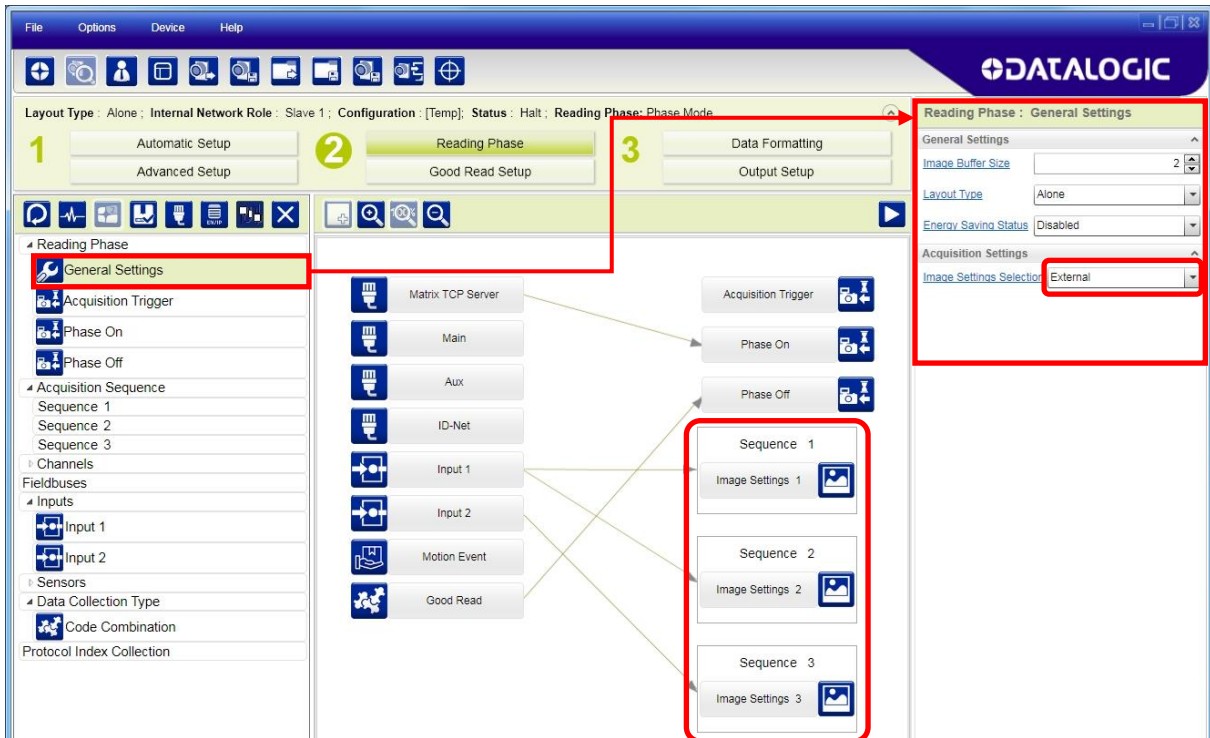 File Options Device Help
DATALOGIC
Layout Type : Alone ; Internal Network Role : Slave 1 ; Configuration : [Temp]; Status : Halt ; Reading Phase: Phase Mode
1
Automatic Setup
Advanced Setup
2
Reading Phase
Good Read Setup
3
Data Formatting
Output Setup
Reading Phase
General Settings
Acquisition Trigger
Phase On
Phase Off
Acquisition Sequence
Sequence 1
Sequence 2
Sequence 3
Channels
Fieldbuses
Inputs
Input 1
Input 2
Sensors
Data Collection Type
Code Combination
Protocol Index Collection
100%
Matrix TCP Server
Main
Aux
ID-Net
Input 1
Input 2
Motion Event
Good Read
Acquisition Trigger
Phase On
Phase Off
Sequence 1
Image Settings 1
Sequence 2
Image Settings 2
Sequence 3
Image Settings 3
Reading Phase : General Settings
General Settings
Image Buffer Size 2
Layout Type Alone
Energy Saving Status Disabled
Acquisition Settings
Image Settings Selection External